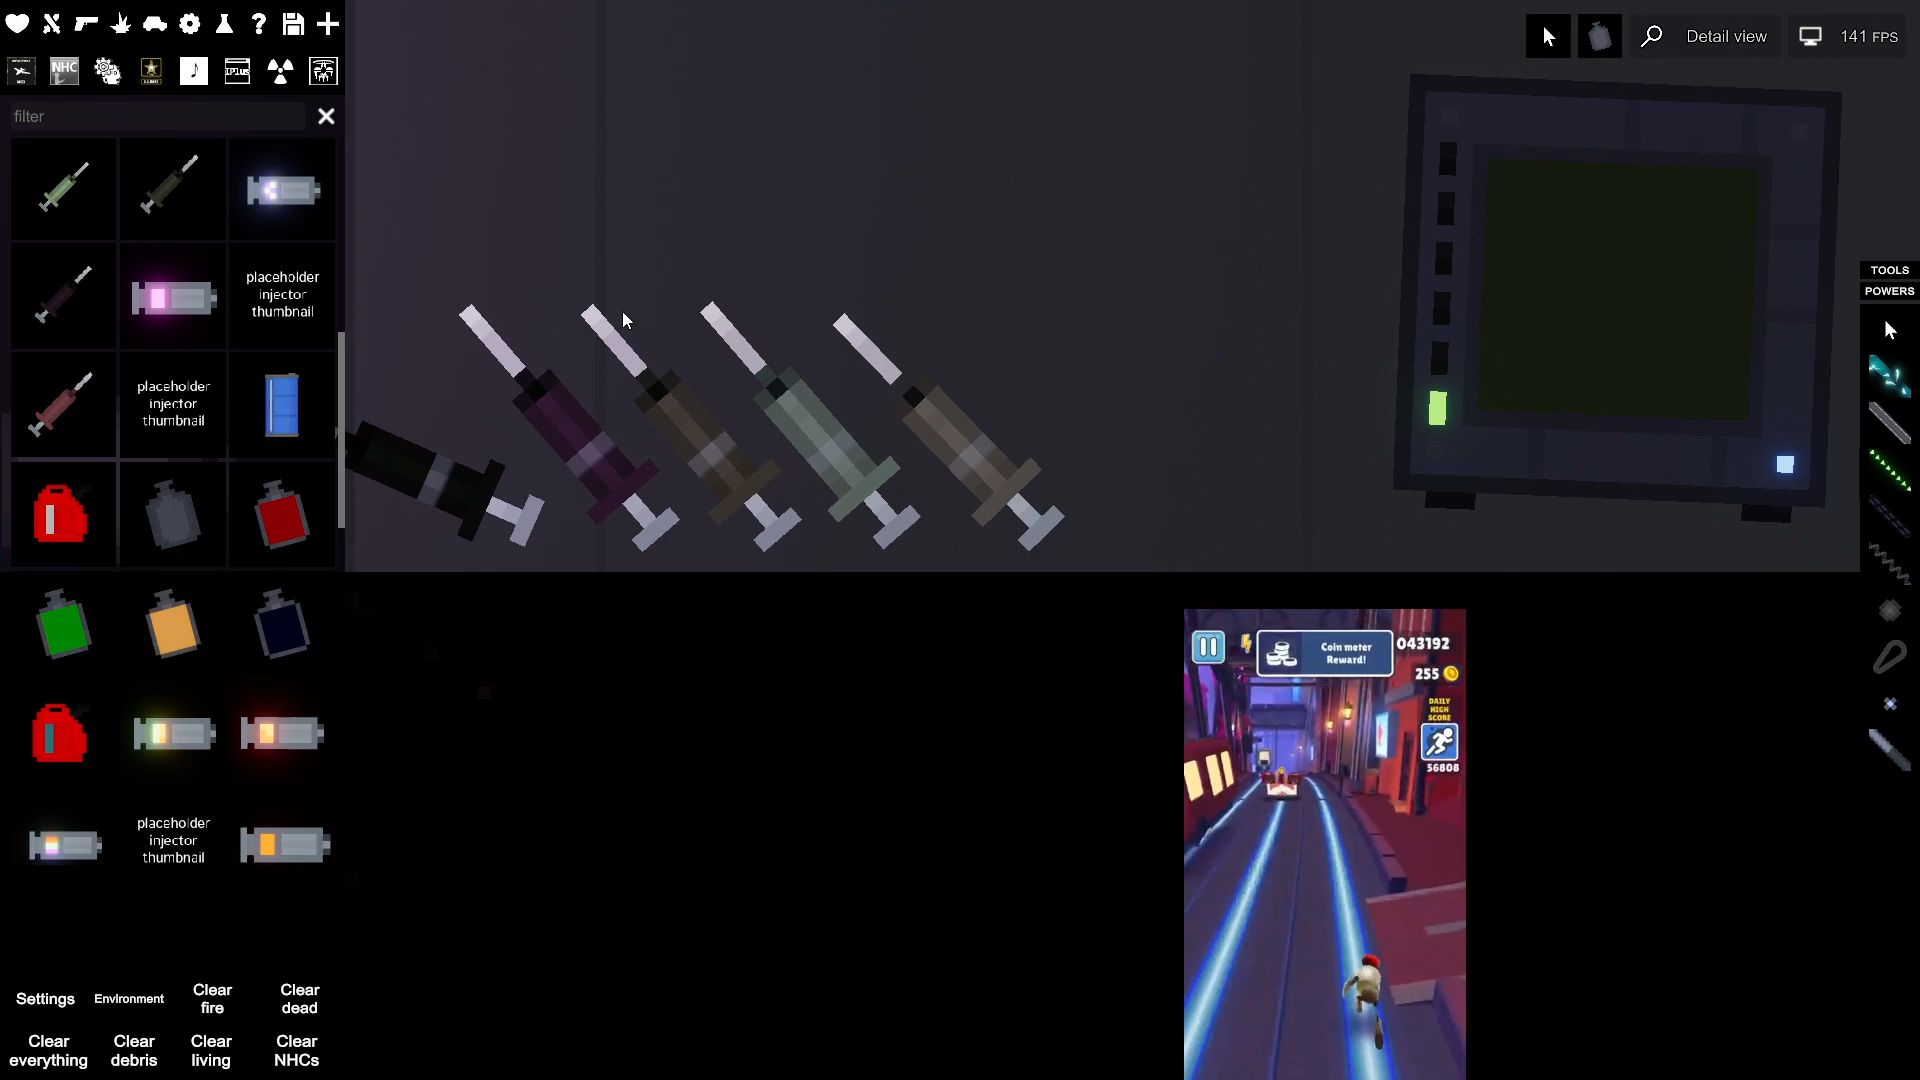 Detail view
141 FPS
NHC
IPlus
filter
placeholder
injector
thumbnail
placeholder
injector
thumbnail
TOOLS
POWERS
Coin meter
Reward!
043192
255
DAILY
HIGH
SCORE
56808
placeholder
injector
thumbnail
Settings
Environment
Clear
fire
Clear
dead
Clear
everything
Clear
debris
Clear
living
Clear
NHCs